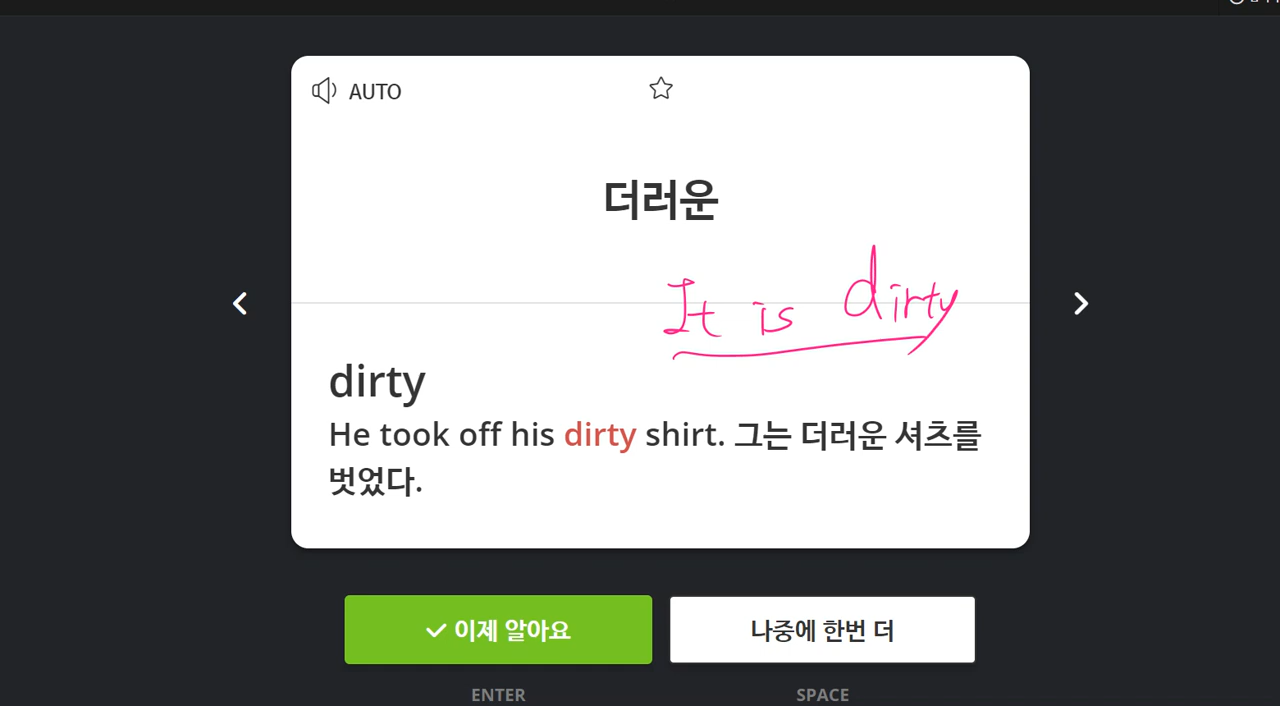 AUTO
더러운
It is dirty
dirty
He took off his dirty shirt. 그는 더러운 셔츠를
벗었다.
이제 알아요
나중에 한번 더
ENTER
SPACE